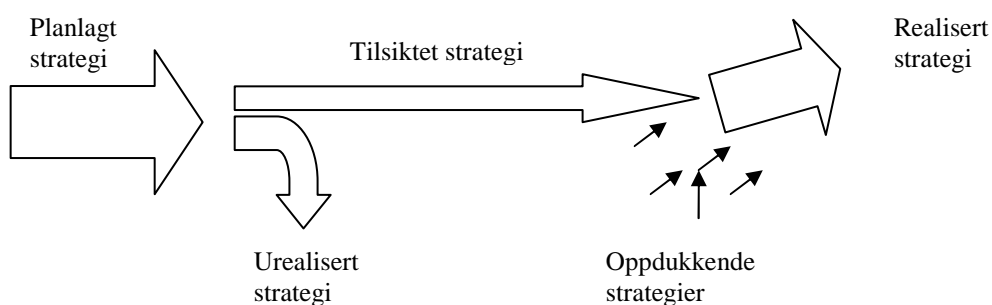 Planlagt
strategi
Tilsiktet strategi
Realisert
strategi
Urealisert
strategi
Oppdukkende
strategier